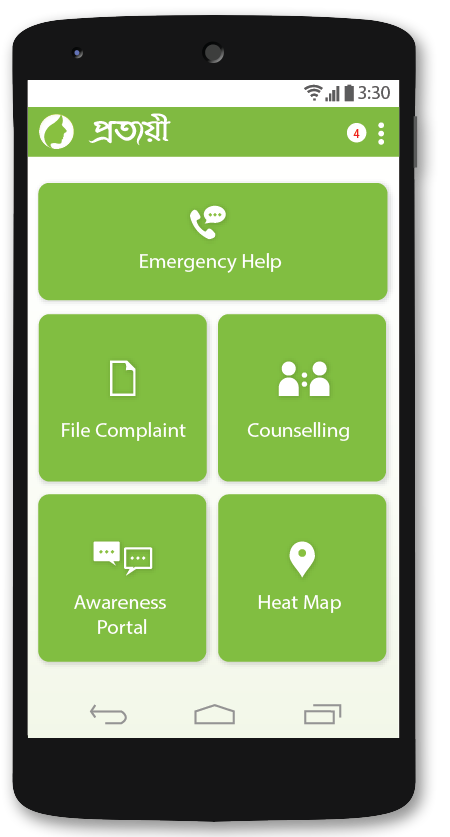 3:30
প্রত্যয়ী
4
Emergency Help
File Complaint
Counselling
Awareness
Portal
Heat Map